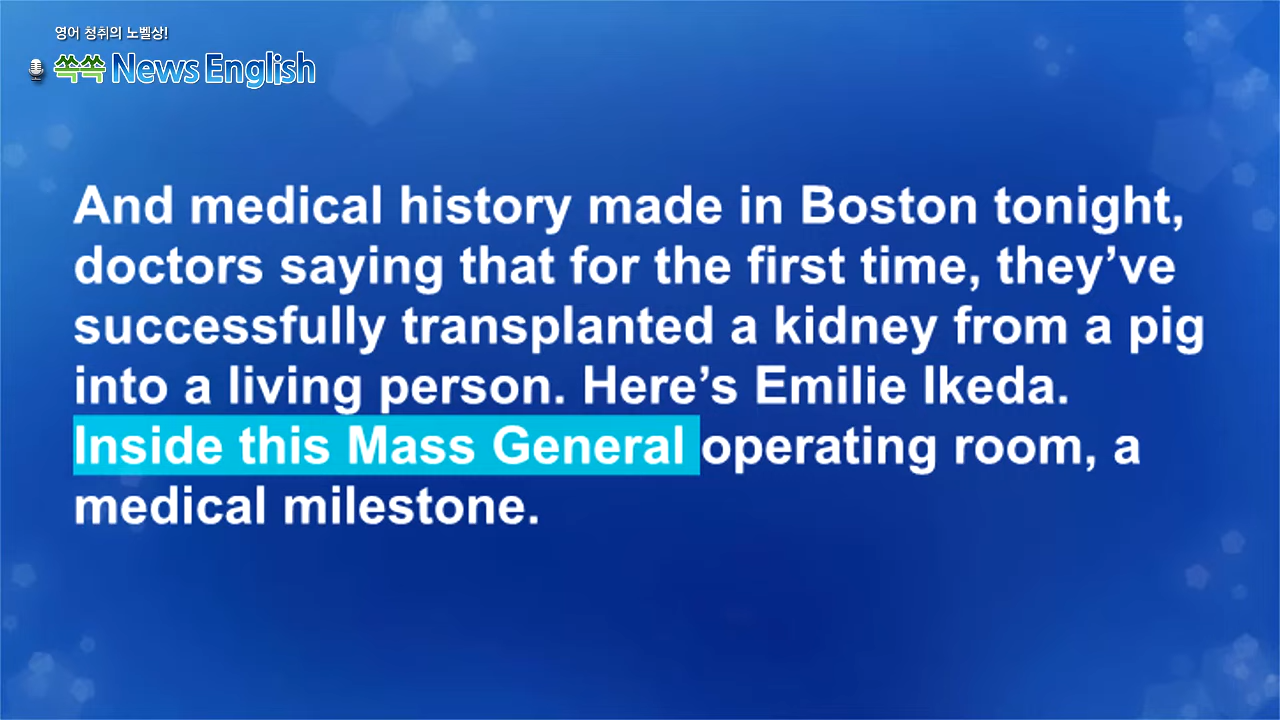 영어 청취의 노벨상!
쏙쏙 News English
And medical history made in Boston tonight,
doctors saying that for the first time, they’ve
successfully transplanted a kidney from a pig
into a living person. Here’s Emilie Ikeda.
Inside this Mass General operating room, a
medical milestone.